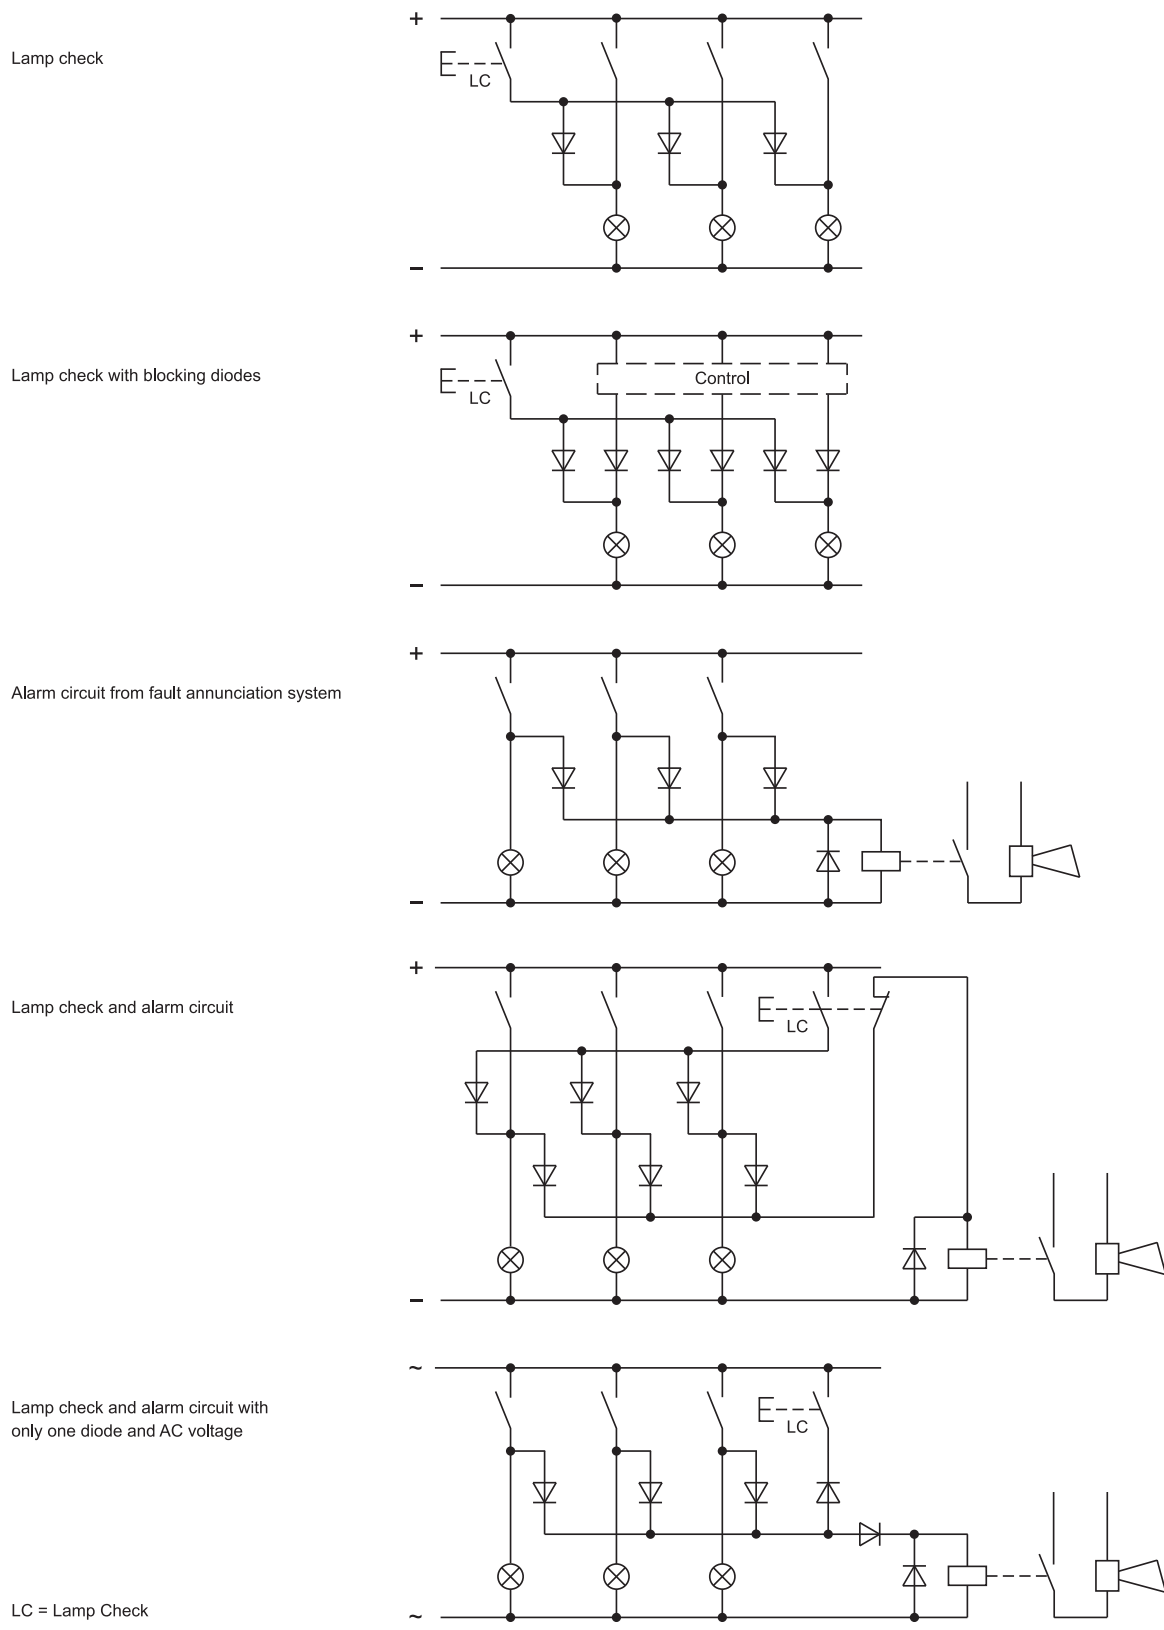 +
Lamp check
LC
−
+
Lamp check with blocking diodes
Control
LC
−
+
Alarm circuit from fault annunciation system
−
+
Lamp check and alarm circuit
LC
−
~
Lamp check and alarm circuit with
only one diode and AC voltage
LC
LC = Lamp Check
~